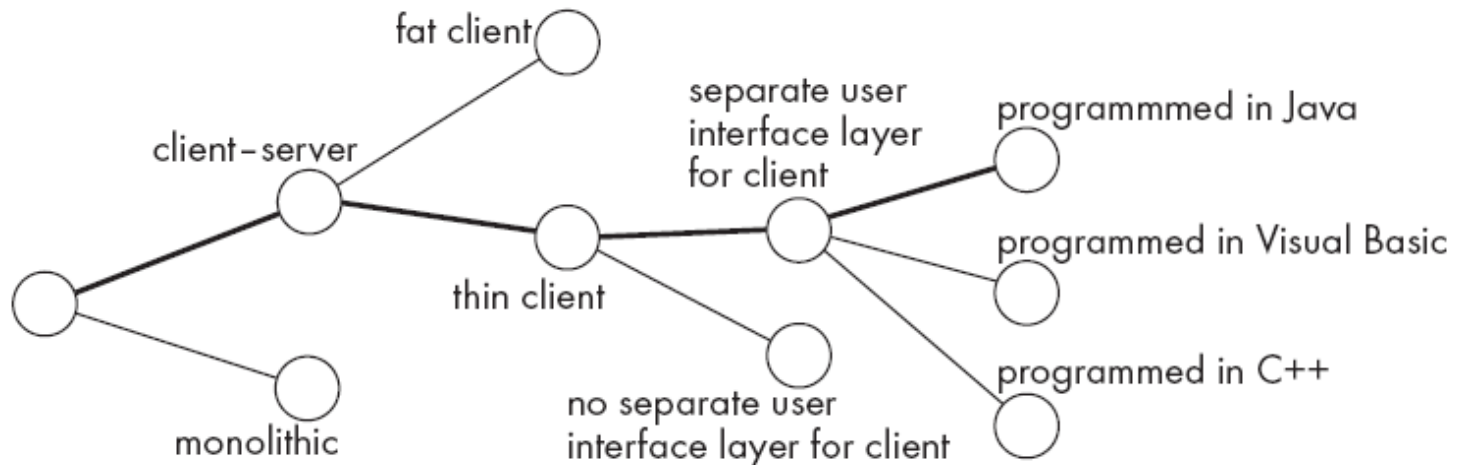 fat client
separate user
interface layer
for client
programmmed in Java
client–server
programmed in Visual Basic
thin client
programmed in C++
no separate user
interface layer for client
monolithic